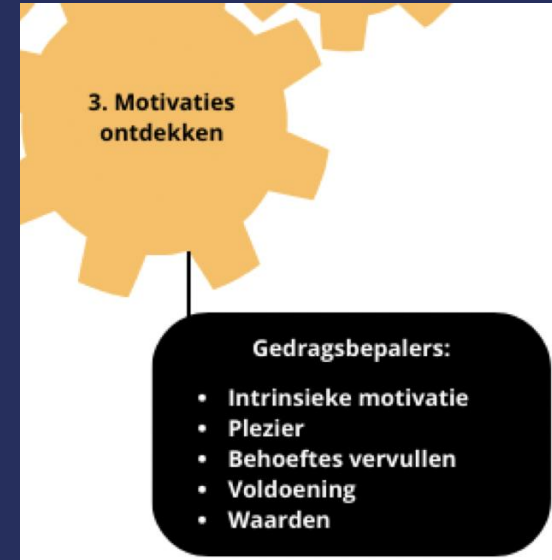 3. Motivaties
ontdekken
Gedragsbepalers:
• Intrinsieke motivatie
• Plezier
• Behoeftes vervullen
• Voldoening
• Waarden